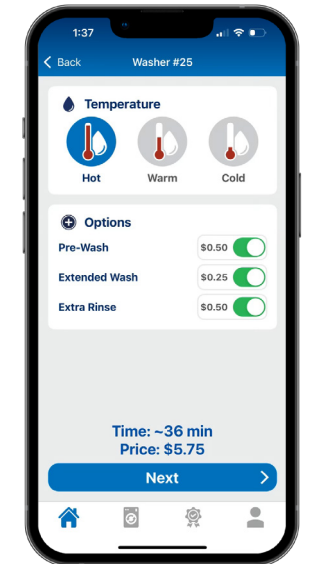 1:37
Back Washer #25
Temperature
Hot Warm Cold
Options
Pre-Wash $0.50
Extended Wash $0.25
Extra Rinse $0.50
Time: ~36 min
Price: $5.75
Next